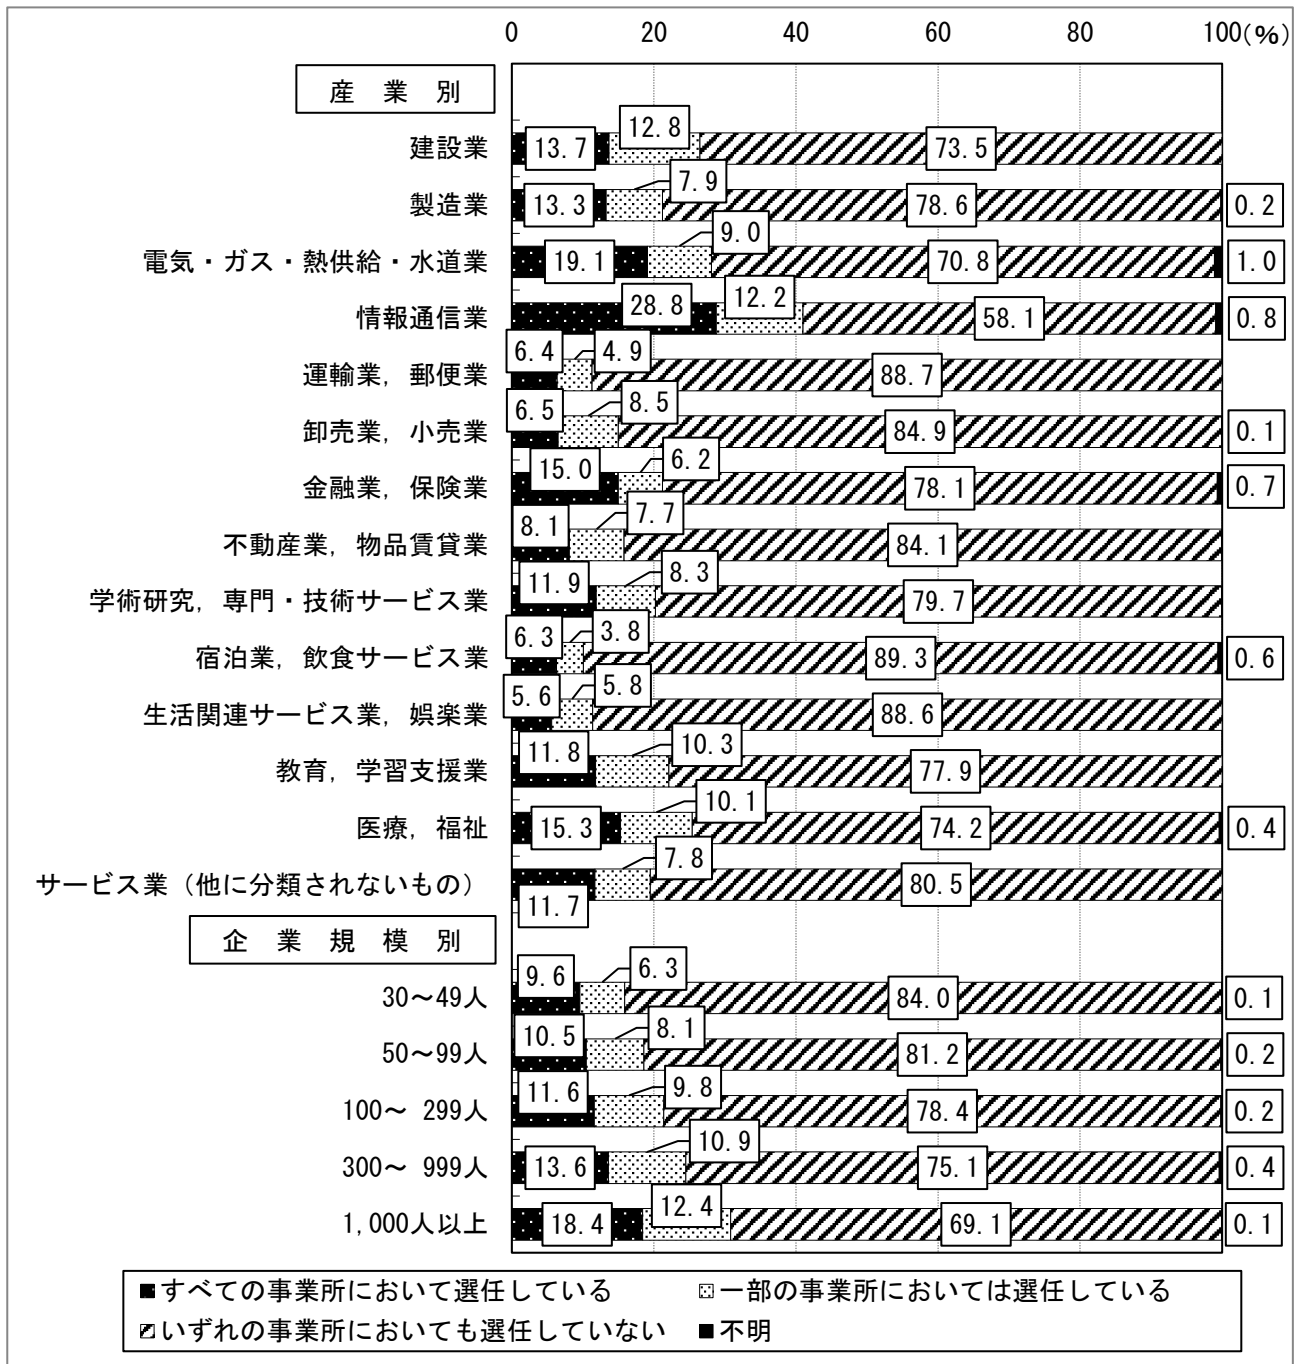 0 20 40 60 80 100(%)
産 業 別
建設業 13.7 12.8 73.5
製造業 13.3 7.9 78.6 0.2
電気・ガス・熱供給・水道業 19.1 9.0 70.8 1.0
情報通信業 28.8 12.2 58.1 0.8
運輸業，郵便業 6.4 4.9 88.7
卸売業，小売業 6.5 8.5 84.9 0.1
金融業，保険業 15.0 6.2 78.1 0.7
不動産業，物品賃貸業 8.1 7.7 84.1
学術研究，専門・技術サービス業 11.9 8.3 79.7
宿泊業，飲食サービス業 6.3 3.8 89.3 0.6
生活関連サービス業，娯楽業 5.6 5.8 88.6
教育，学習支援業 11.8 10.3 77.9
医療，福祉 15.3 10.1 74.2 0.4
サービス業（他に分類されないもの） 11.7 7.8 80.5
企 業 規 模 別
30～49人 9.6 6.3 84.0 0.1
50～99人 10.5 8.1 81.2 0.2
100～ 299人 11.6 9.8 78.4 0.2
300～ 999人 13.6 10.9 75.1 0.4
1,000人以上 18.4 12.4 69.1 0.1
すべての事業所において選任している 一部の事業所においては選任している
いずれの事業所においても選任していない 不明